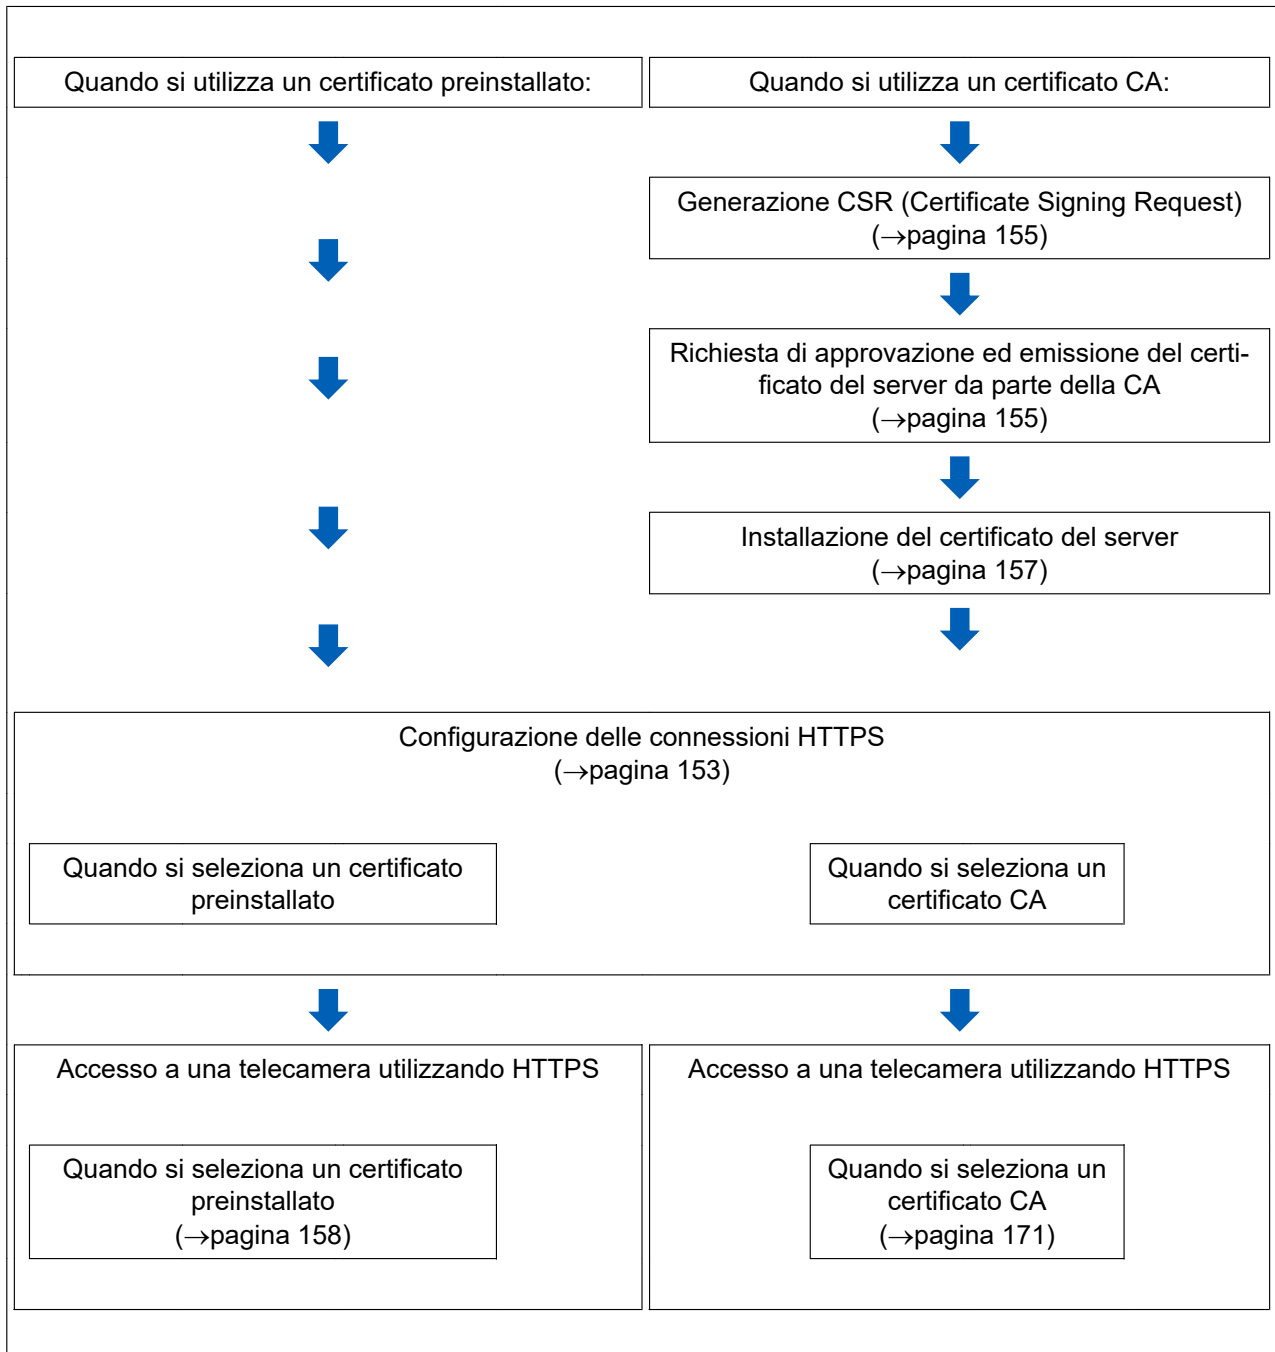 Quando si utilizza un certificato preinstallato:
Quando si utilizza un certificato CA:
Generazione CSR (Certificate Signing Request)
(→pagina 155)
Richiesta di approvazione ed emissione del certi-
ficato del server da parte della CA
(→pagina 155)
Installazione del certificato del server
(→pagina 157)
Configurazione delle connessioni HTTPS
(→pagina 153)
Quando si seleziona un certificato
preinstallato
Quando si seleziona un
certificato CA
Accesso a una telecamera utilizzando HTTPS
Quando si seleziona un certificato
preinstallato
(→pagina 158)
Accesso a una telecamera utilizzando HTTPS
Quando si seleziona un
certificato CA
(→pagina 171)